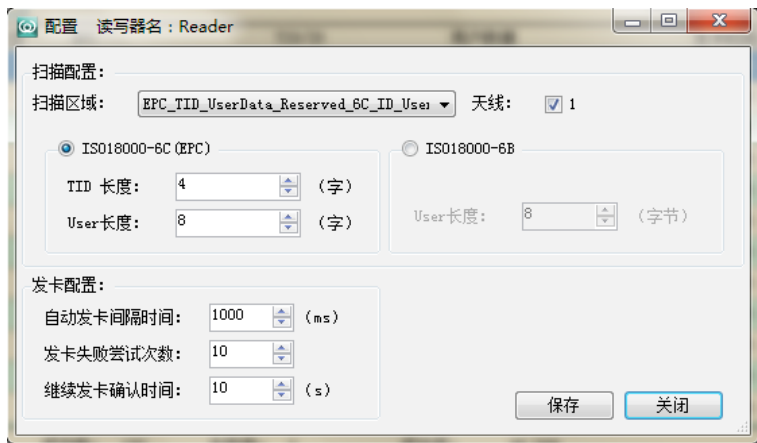 配置 读写器名：Reader
扫描配置：
扫描区域： EPC_TID_UserData_Reserved_6C_ID_User 天线： 1
ISO18000-6C(EPC) ISO18000-6B
TID 长度： 4 (字)
User长度： 8 (字) User长度： 8 (字节)
发卡配置：
自动发卡间隔时间： 1000 (ms)
发卡失败尝试次数： 10
继续发卡确认时间： 10 (s)
保存 关闭